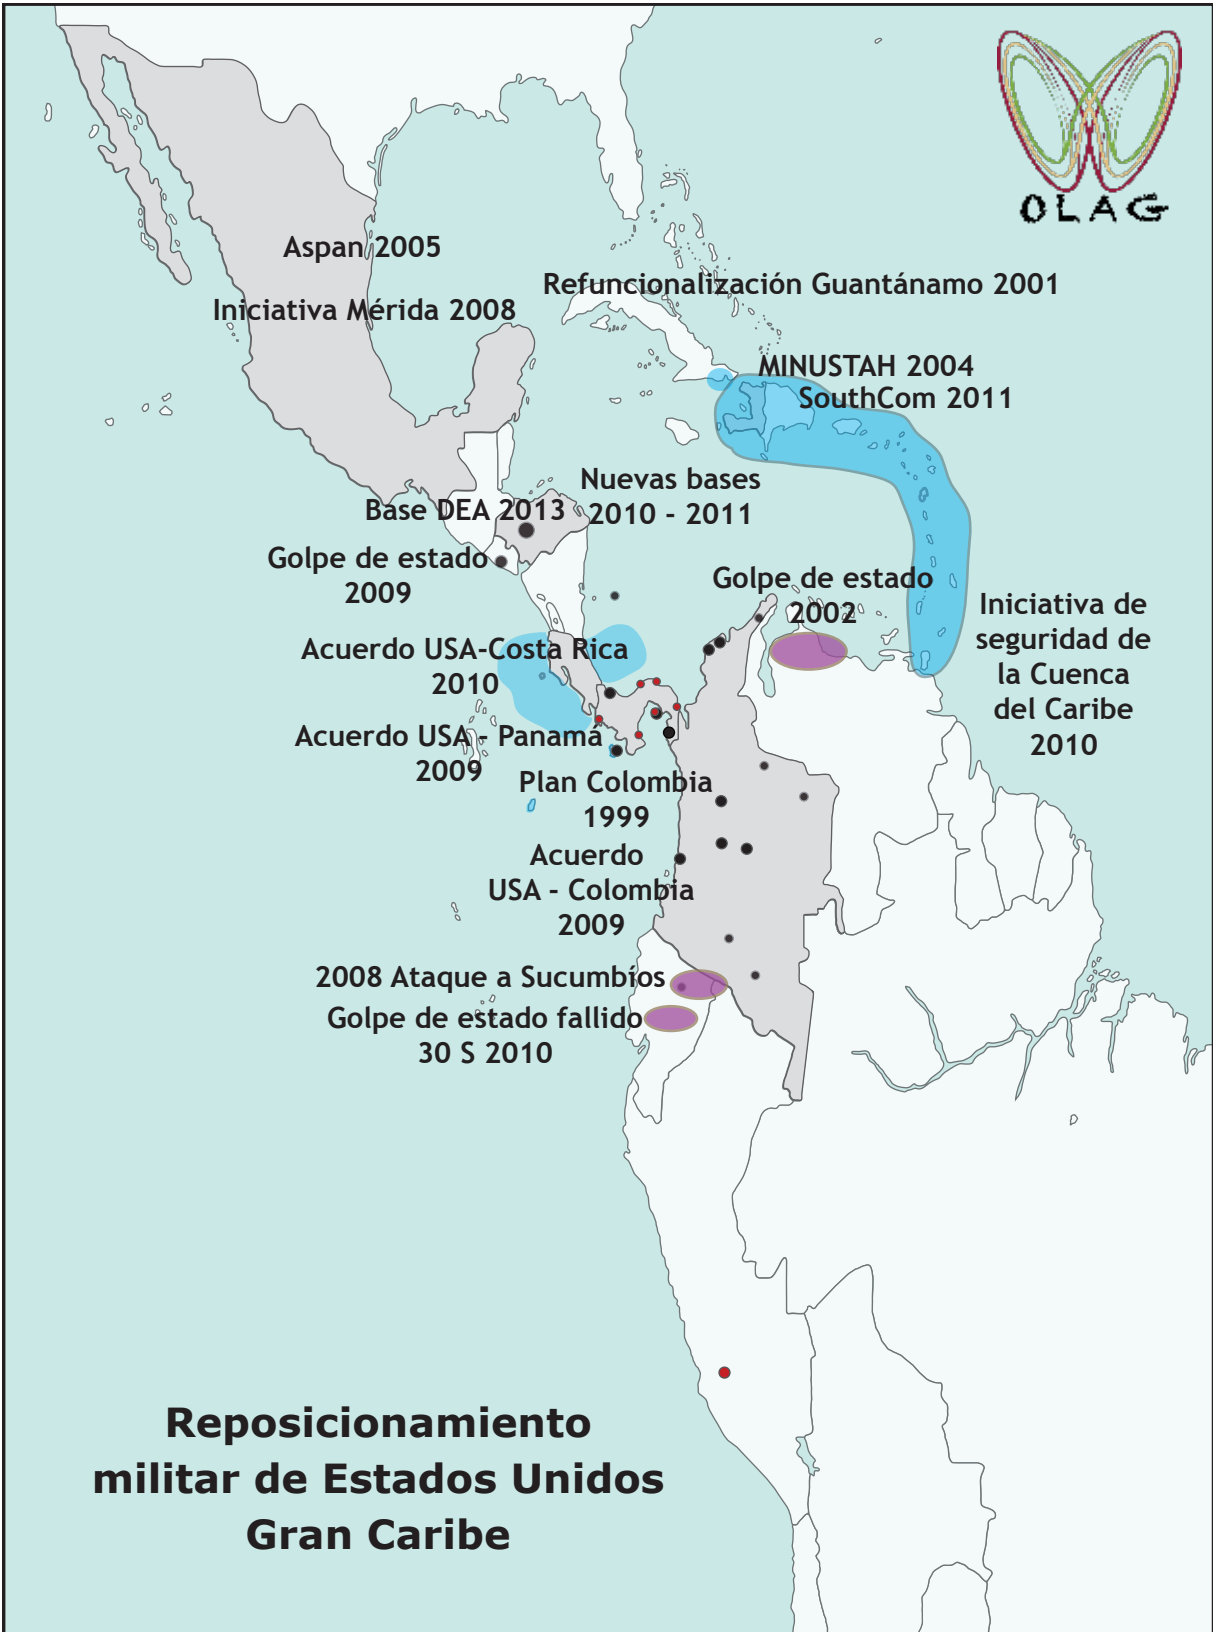 OLAG
Aspan 2005
Refuncionalización Guantánamo 2001
Iniciativa Mérida 2008
MINUSTAH 2004
SouthCom 2011
Nuevas bases
2010 - 2011
Base DEA 2013
Golpe de estado
2009
Golpe de estado
2002
Iniciativa de
seguridad de
la Cuenca
del Caribe
2010
Acuerdo USA-Costa Rica
2010
Acuerdo USA - Panamá
2009
Plan Colombia
1999
Acuerdo
USA - Colombia
2009
2008 Ataque a Sucumbíos
Golpe de estado fallido
30 S 2010
Reposicionamiento
militar de Estados Unidos
Gran Caribe